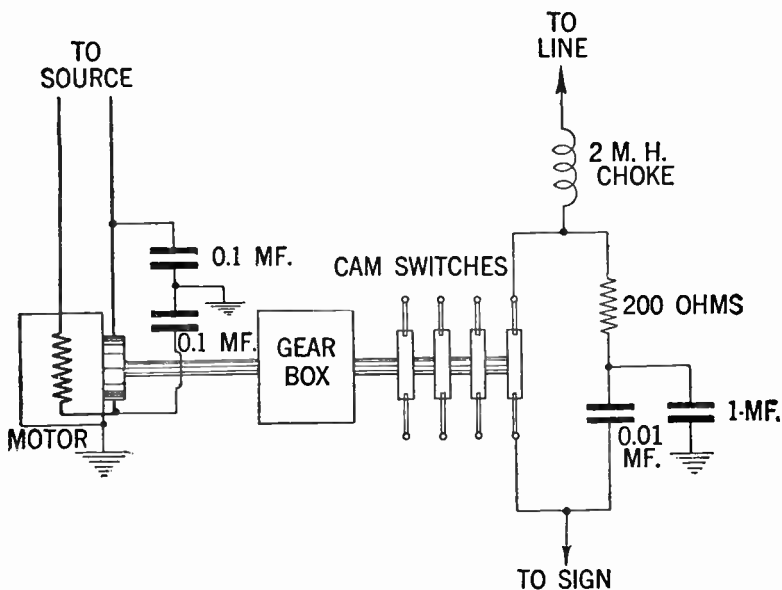 TO
SOURCE
TO
LINE
2 M. H.
CHOKE
0.1 MF.
CAM SWITCHES
200 OHMS
0.1 MF.
GEAR
BOX
MOTOR
0.01
MF.
1·MF.
TO SIGN